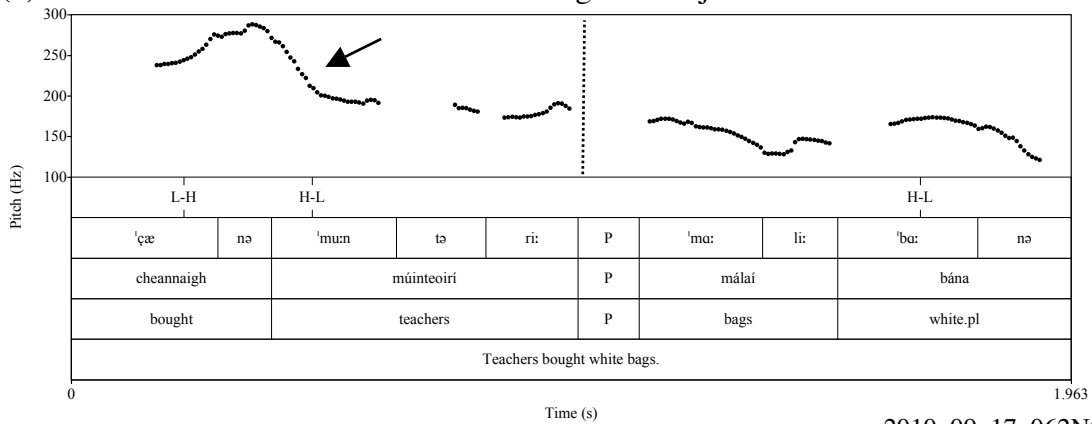 300
250
200
150
100
Pitch (Hz)
L-H H-L H-L
ˈçæ nə ˈmuːn tə riː P ˈmɑː liː ˈbɑː nə
cheannaigh múinteoirí P málaí bána
bought teachers P bags white.pl
Teachers bought white bags.
0 1.963
Time (s)